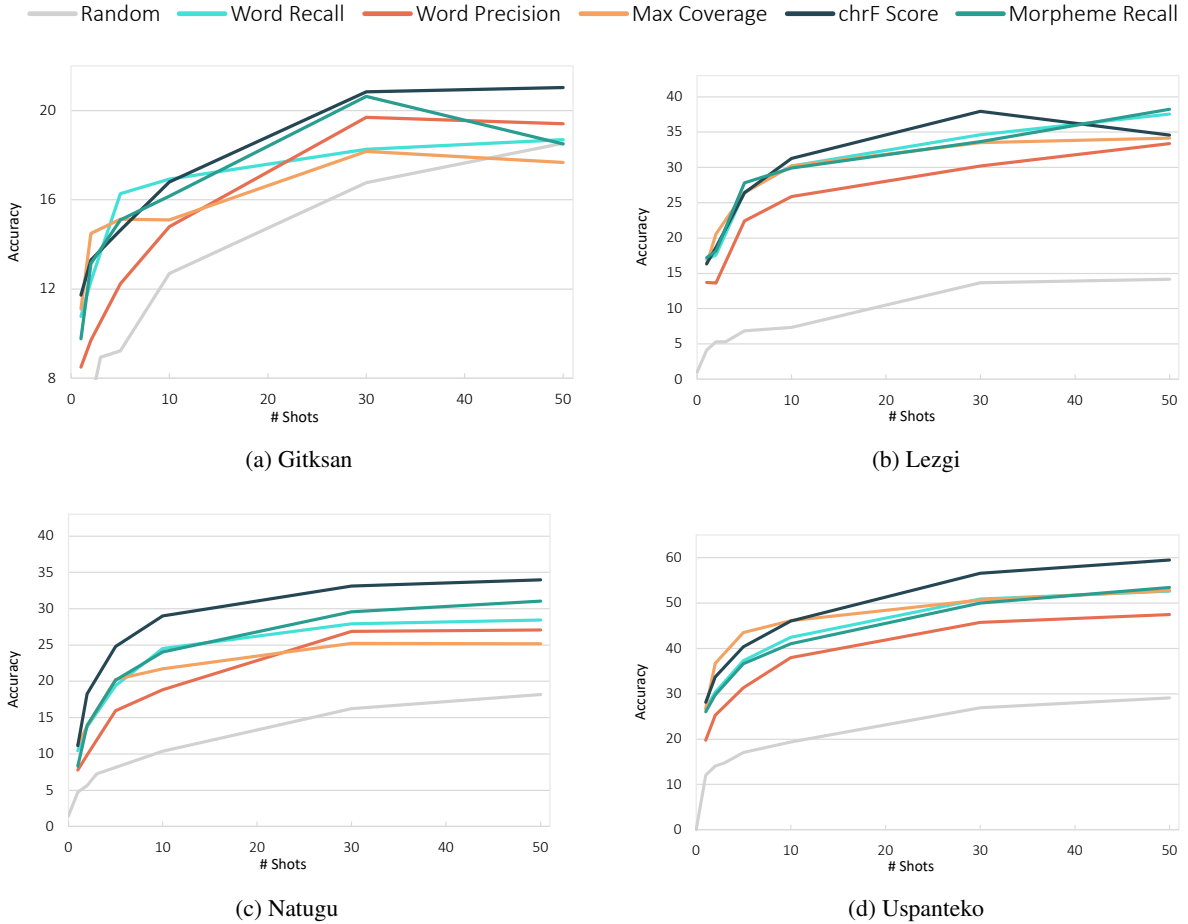 Random Word Recall Word Precision Max Coverage chrF Score Morpheme Recall
20
16
12
8
Accuracy
0 10 20 30 40 50
# Shots
(a) Gitksan
40
35
30
25
20
15
10
5
0
Accuracy
0 10 20 30 40 50
# Shots
(b) Lezgi
40
35
30
25
20
15
10
5
0
Accuracy
0 10 20 30 40 50
# Shots
(c) Natugu
60
50
40
30
20
10
0
Accuracy
0 10 20 30 40 50
# Shots
(d) Uspanteko